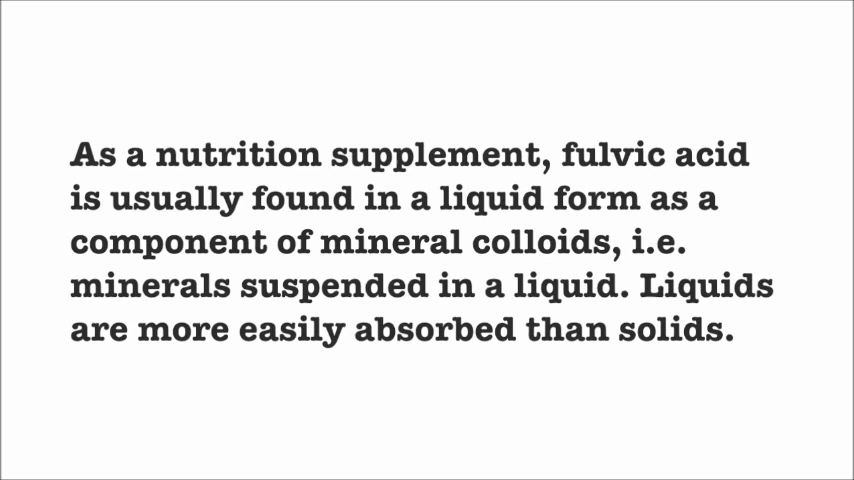 As a nutrition supplement, fulvic acid
is usually found in a liquid form as a
component of mineral colloids, i.e.
minerals suspended in a liquid. Liquids
are more easily absorbed than solids.